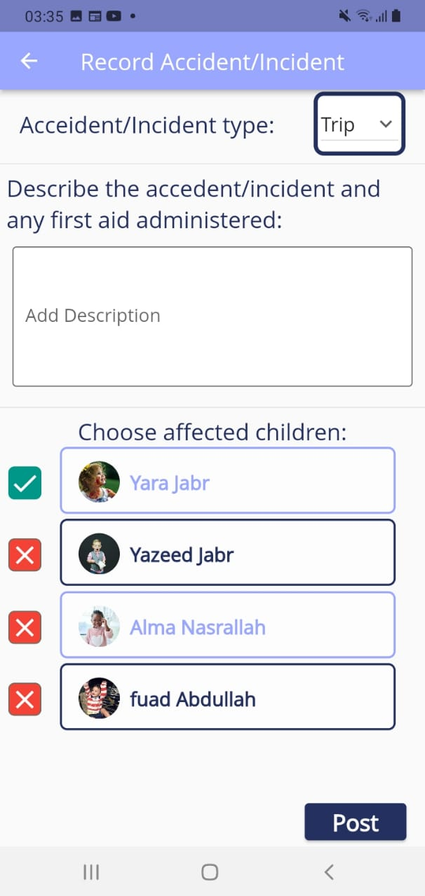 03:35
Record Accident/Incident
Acceident/Incident type: Trip
Describe the accedent/incident and
any first aid administered:
Add Description
Choose affected children:
Yara Jabr
Yazeed Jabr
Alma Nasrallah
fuad Abdullah
Post